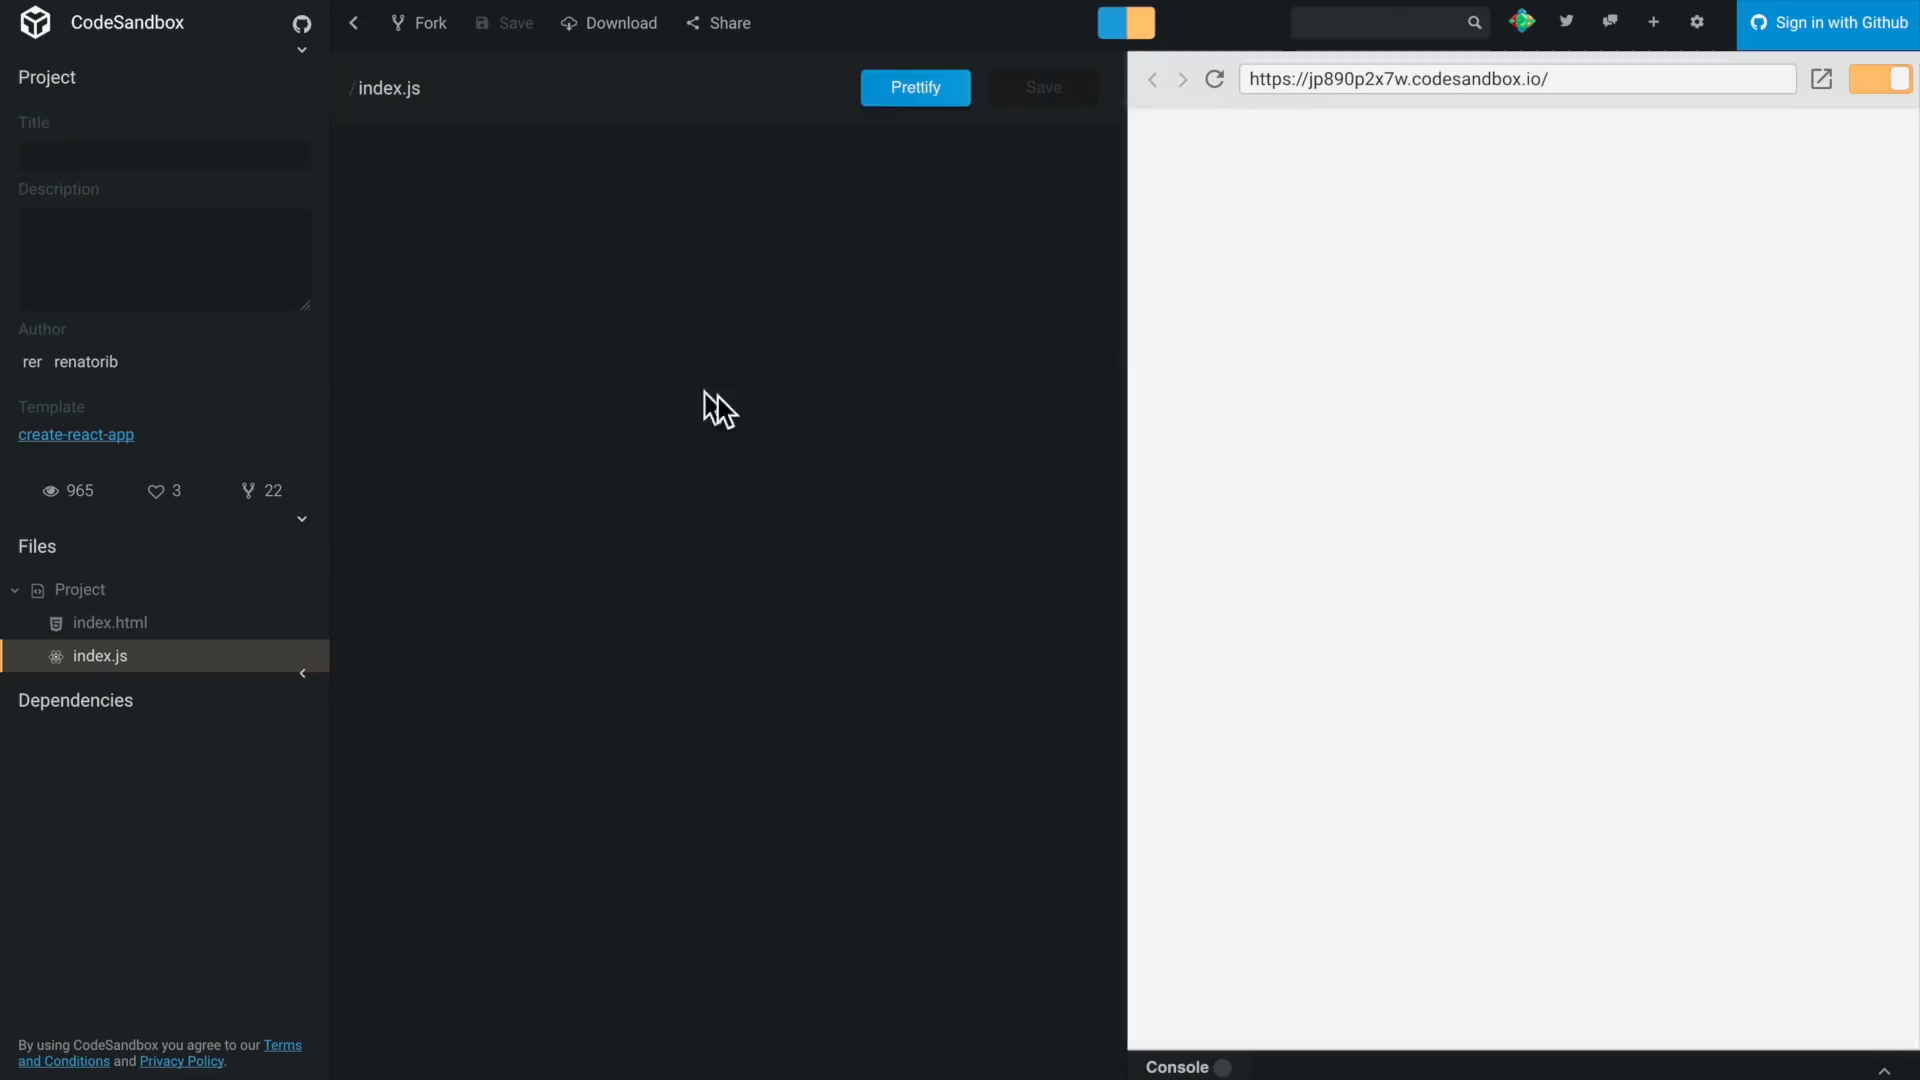 CodeSandbox
Fork
Save
Download
Share
Sign in with Github
Project
/index.js
Prettify
Save
https://jp890p2x7w.codesandbox.io/
Title
Description
Author
rer renatorib
Template
create-react-app
965
3
22
Files
Project
index.html
index.js
Dependencies
By using CodeSandbox you agree to our Terms
and Conditions and Privacy Policy.
Console